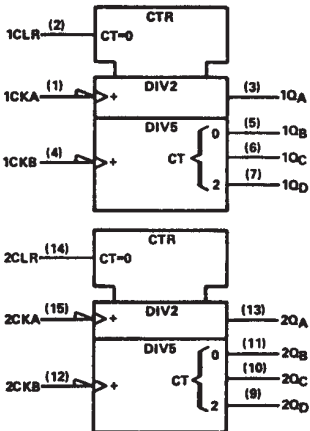 CTR
1CLR (2) CT=0
DIV2
1CKA (1) + (3) 1QA
DIV5
0 (5) 1QB
1CKB (4) + CT (6) 1QC
2 (7) 1QD
CTR
2CLR (14) CT=0
DIV2
2CKA (15) + (13) 2QA
DIV5
0 (11) 2QB
2CKB (12) + CT (10) 2QC
2 (9) 2QD